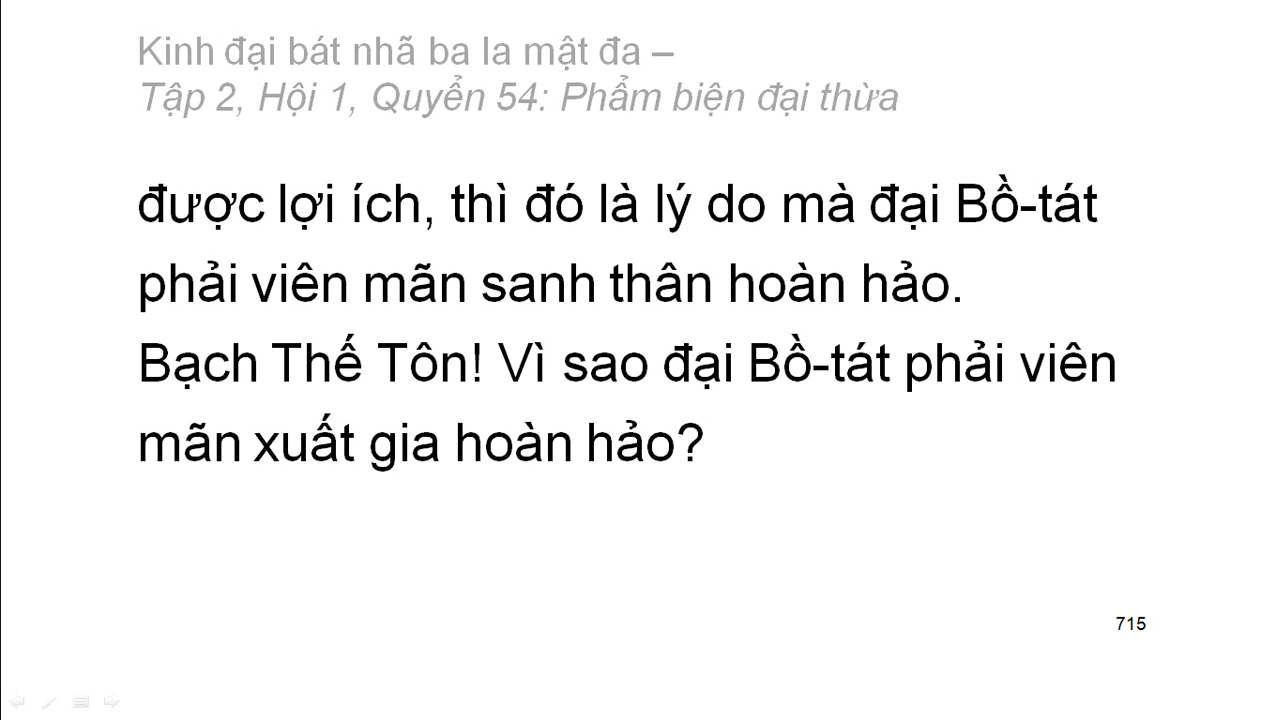 Kinh đại bát nhã ba la mật đa –
Tập 2, Hội 1, Quyển 54: Phẩm biện đại thừa
được lợi ích, thì đó là lý do mà đại Bồ-tát
phải viên mãn sanh thân hoàn hảo.
Bạch Thế Tôn! Vì sao đại Bồ-tát phải viên
mãn xuất gia hoàn hảo?
715